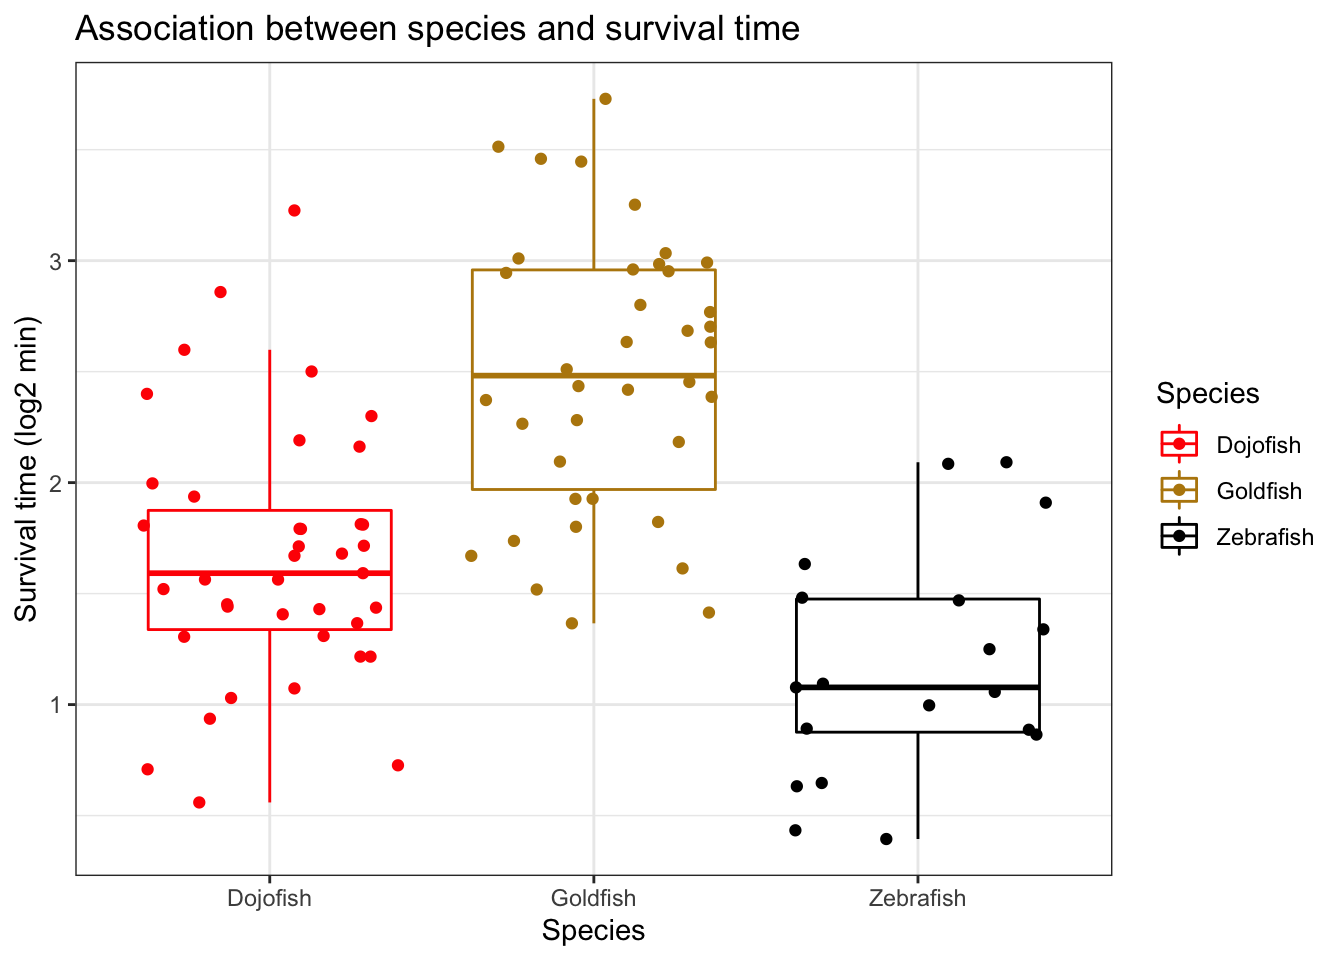 Association between species and survival time
Survival time (log2 min)
3
2
1
Dojofish
Goldfish
Zebrafish
Species
Species
Dojofish
Goldfish
Zebrafish